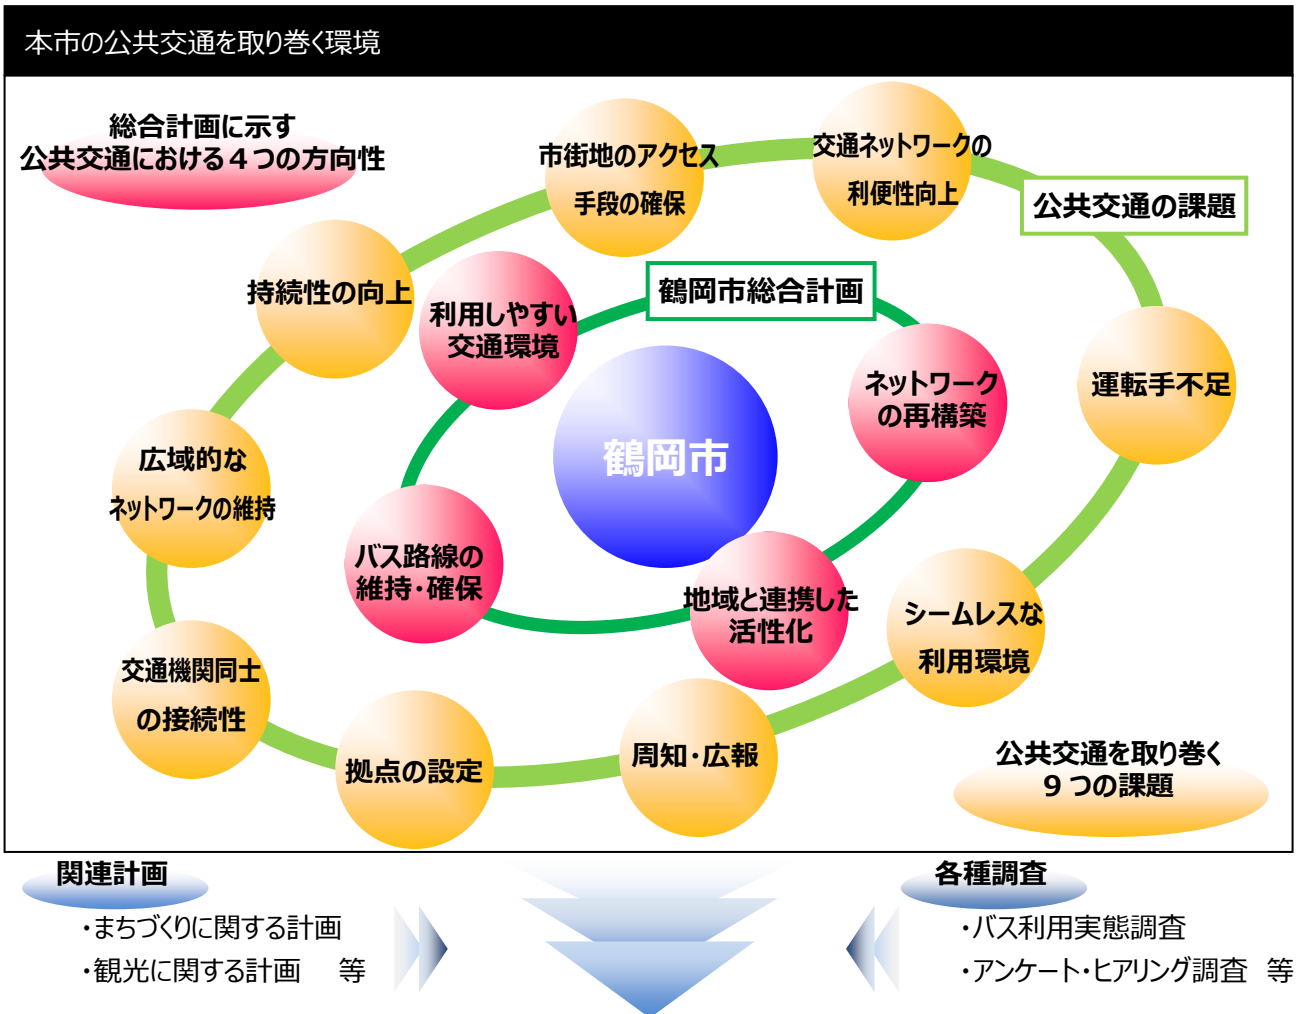 本市の公共交通を取り巻く環境
総合計画に示す
公共交通における４つの方向性
市街地のアクセス
手段の確保
交通ネットワークの
利便性向上
公共交通の課題
持続性の向上
利用しやすい
交通環境
鶴岡市総合計画
ネットワーク
の再構築
運転手不足
鶴岡市
広域的な
ネットワークの維持
バス路線の
維持・確保
地域と連携した
活性化
シームレスな
利用環境
交通機関同士
の接続性
拠点の設定
周知・広報
公共交通を取り巻く
９つの課題
関連計画
・まちづくりに関する計画
・観光に関する計画　等
各種調査
・バス利用実態調査
・アンケート・ヒアリング調査　等